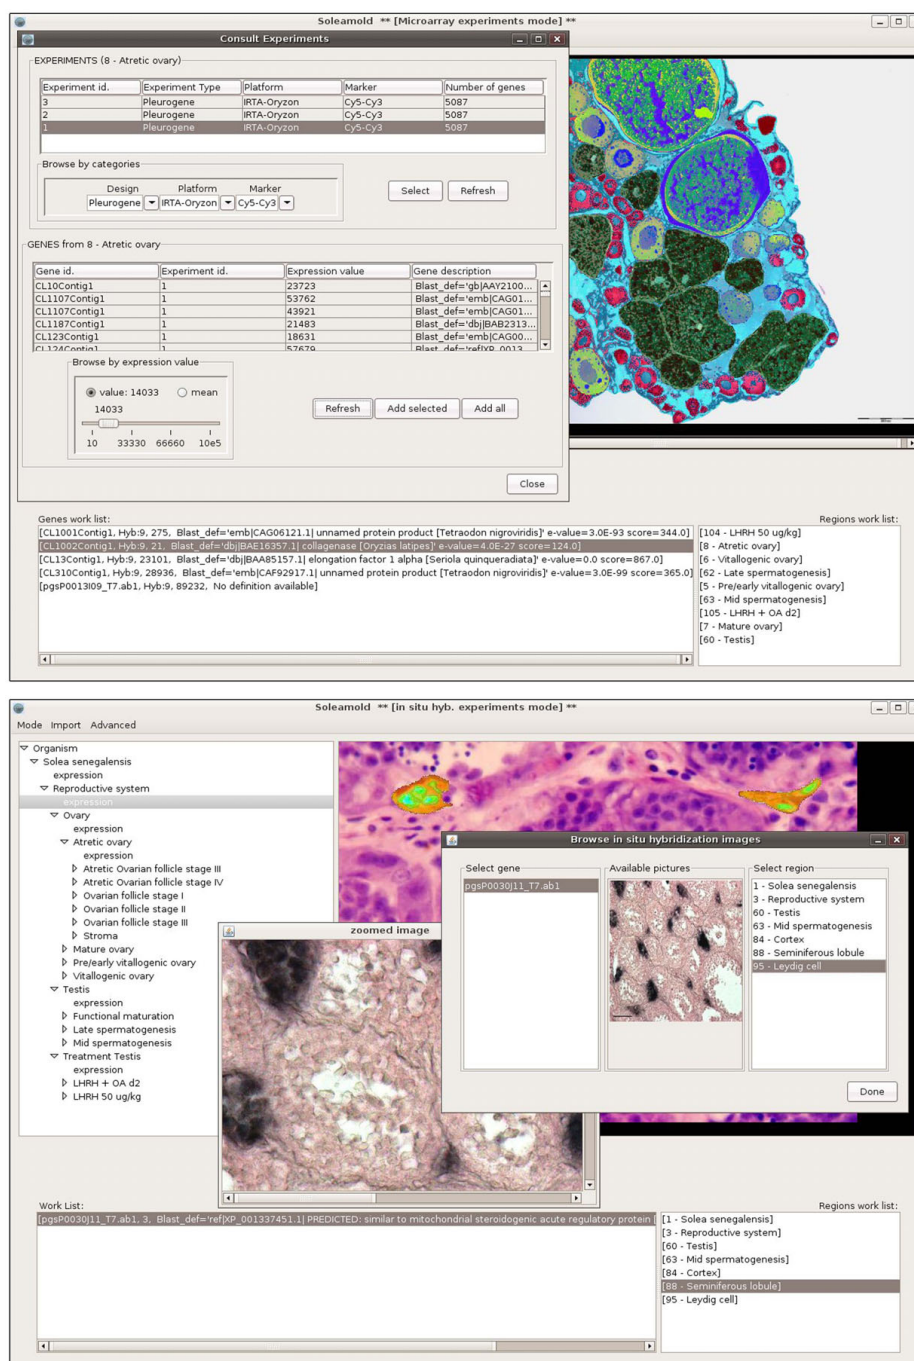 Soleamold ** [Microarray experiments mode] **
Consult Experiments
EXPERIMENTS (8 - Atretic ovary)
Experiment id. Experiment Type Platform Marker Number of genes
3 Pleurogene IRTA-Oryzon Cy5-Cy3 5087
2 Pleurogene IRTA-Oryzon Cy5-Cy3 5087
1 Pleurogene IRTA-Oryzon Cy5-Cy3 5087
Browse by categories
Design Platform Marker
Pleurogene IRTA-Oryzon Cy5-Cy3
Select Refresh
GENES from 8 - Atretic ovary
Gene id. Experiment id. Expression value Gene description
CL10Contig1 1 23723 Blast_def='gb|AAY2100...
CL1107Contig1 1 53762 Blast_def='emb|CAG01...
CL1107Contig1 1 43921 Blast_def='emb|CAG01...
CL1187Contig1 1 21483 Blast_def='dbj|BAB2313...
CL123Contig1 1 18631 Blast_def='emb|CAG00...
CL124Contig1 1 57679 Blast_def='ref|XP_0013...
Browse by expression value
value: 14033 mean
14033
10 33330 66660 10e5
Refresh Add selected Add all
Close
Genes work list:
[CL1001Contig1, Hyb:9, 275, Blast_def='emb|CAG06121.1| unnamed protein product [Tetraodon nigroviridis]' e-value=3.0E-93 score=344.0]
[CL1002Contig1, Hyb:9, 21, Blast_def='dbj|BAE16357.1| collagenase [Oryzias latipes]' e-value=4.0E-27 score=124.0]
[CL13Contig1, Hyb:9, 23101, Blast_def='dbj|BAA85157.1| elongation factor 1 alpha [Seriola quinqueradiata]' e-value=0.0 score=867.0]
[CL310Contig1, Hyb:9, 28936, Blast_def='emb|CAF92917.1| unnamed protein product [Tetraodon nigroviridis]' e-value=3.0E-99 score=365.0]
[pgsP0013I09_T7.ab1, Hyb:9, 89232, No definition available]
Regions work list:
[104 - LHRH 50 ug/kg]
[8 - Atretic ovary]
[6 - Vitallogenic ovary]
[62 - Late spermatogenesis]
[5 - Pre/early vitallogenic ovary]
[63 - Mid spermatogenesis]
[105 - LHRH + OA d2]
[7 - Mature ovary]
[60 - Testis]
Soleamold ** [in situ hyb. experiments mode] **
Mode Import Advanced
Organism
Solea senegalensis
expression
Reproductive system
expression
Ovary
expression
Atretic ovary
expression
Atretic Ovarian follicle stage III
Atretic Ovarian follicle stage IV
Ovarian follicle stage I
Ovarian follicle stage II
Ovarian follicle stage III
Stroma
Mature ovary
Pre/early vitallogenic ovary
Vitallogenic ovary
Testis
expression
Functional maturation
Late spermatogenesis
Mid spermatogenesis
Treatment Testis
expression
LHRH + OA d2
LHRH 50 ug/kg
zoomed image
Browse in situ hybridization images
Select gene
pgsP0030J11_T7.ab1
Available pictures
Select region
1 - Solea senegalensis
3 - Reproductive system
60 - Testis
63 - Mid spermatogenesis
84 - Cortex
88 - Seminiferous lobule
95 - Leydig cell
Done
Work List:
[pgsP0030J11_T7.ab1, 3, Blast_def='ref|XP_001337451.1| PREDICTED: similar to mitochondrial steroidogenic acute regulatory protein [
Regions work list:
[1 - Solea senegalensis]
[3 - Reproductive system]
[60 - Testis]
[63 - Mid spermatogenesis]
[84 - Cortex]
[88 - Seminiferous lobule]
[95 - Leydig cell]